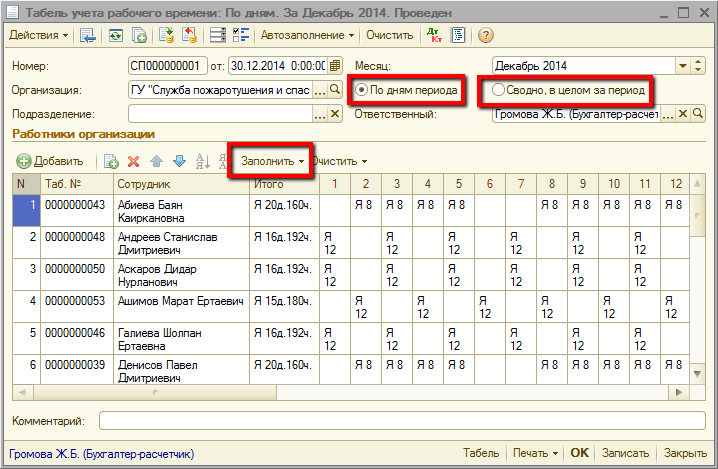 Табель учета рабочего времени: По дням. За Декабрь 2014. Проведен
Действия Автозаполнение Очистить Дт Кт
Номер: СП000000001 от: 30.12.2014 0:00:00 Месяц: Декабрь 2014
Организация: ГУ "Служба пожаротушения и спас ... По дням периода Сводно, в целом за период
Подразделение: ... Ответственный: Громова Ж.Б. (Бухгалтер-расчет ...
Работники организации
Добавить Заполнить Очистить
N Таб. № Сотрудник Итого 1 2 3 4 5 6 7 8 9 10 11 12
1 0000000043 Абиева Баян Я 20д.160ч. Я 8 Я 8 Я 8 Я 8 Я 8 Я 8 Я 8 Я 8 Я 8
Каиркановна
2 0000000048 Андреев Станислав Я 16д.192ч. Я Я Я Я Я Я
Дмитриевич 12 12 12 12 12 12
3 0000000050 Аскаров Дидар Я 16д.192ч. Я Я Я Я Я Я
Нурланович 12 12 12 12 12 12
4 0000000053 Ашимов Марат Ертаевич Я 15д.180ч. Я Я Я Я Я Я
12 12 12 12 12 12
5 0000000046 Галиева Шолпан Я 16д.192ч. Я Я Я Я Я Я
Ертаевна 12 12 12 12 12 12
6 0000000039 Денисов Павел Я 20д.160ч. Я 8 Я 8 Я 8 Я 8 Я 8 Я 8 Я 8 Я 8 Я 8
Дмитриевич
Комментарий:
Громова Ж.Б. (Бухгалтер-расчетчик) Табель Печать OK Записать Закрыть